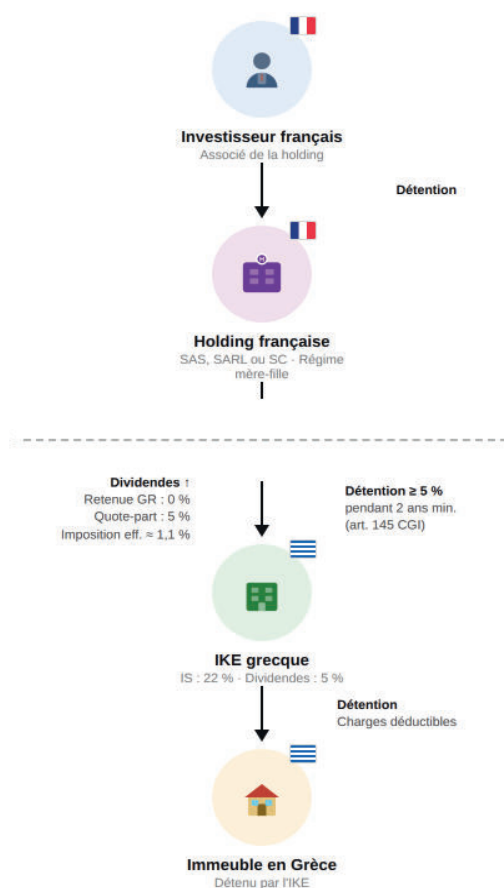 Investisseur français
Associé de la holding
Détention
Holding française
SAS, SARL ou SC · Régime
mère-fille
Dividendes ↑
Retenue GR : 0 %
Quote-part : 5 %
Imposition eff. ≈ 1,1 %
Détention ≥ 5 %
pendant 2 ans min.
(art. 145 CGI)
IKE grecque
IS : 22 % · Dividendes : 5 %
Détention
Charges déductibles
Immeuble en Grèce
Détenu par l'IKE